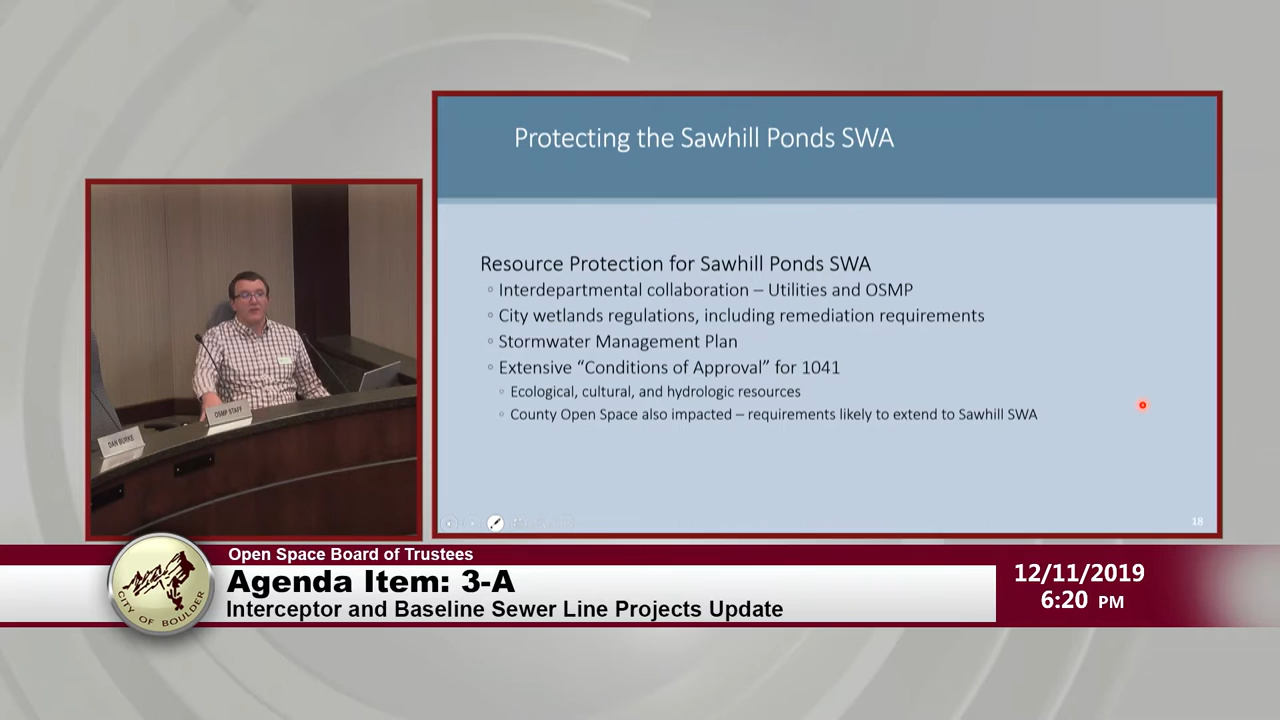 Protecting the Sawhill Ponds SWA
Resource Protection for Sawhill Ponds SWA
Interdepartmental collaboration – Utilities and OSMP
City wetlands regulations, including remediation requirements
Stormwater Management Plan
Extensive “Conditions of Approval” for 1041
Ecological, cultural, and hydrologic resources
County Open Space also impacted – requirements likely to extend to Sawhill SWA
18
OSMP STAFF
DAN BURKE
Open Space Board of Trustees
Agenda Item: 3-A
Interceptor and Baseline Sewer Line Projects Update
CITY OF BOULDER
12/11/2019
6:20 PM